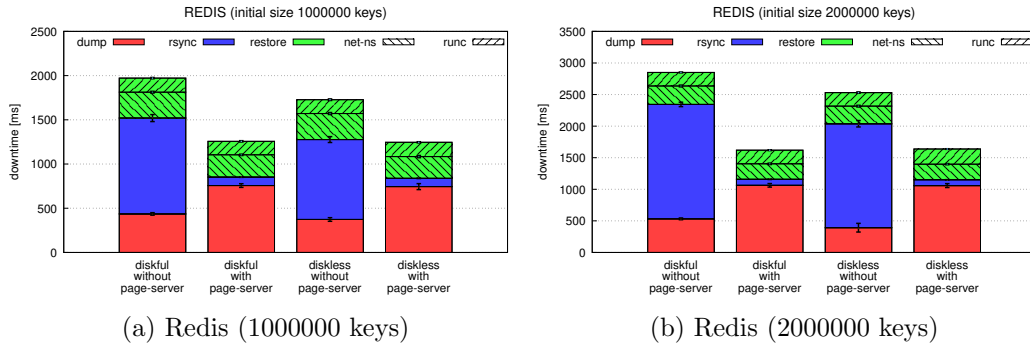 REDIS (initial size 1000000 keys)
dump rsync restore net-ns runc
downtime [ms]
2500
2000
1500
1000
500
0
diskful without page-server
diskful with page-server
diskless without page-server
diskless with page-server
(a) Redis (1000000 keys)
REDIS (initial size 2000000 keys)
dump rsync restore net-ns runc
downtime [ms]
3500
3000
2500
2000
1500
1000
500
0
diskful without page-server
diskful with page-server
diskless without page-server
diskless with page-server
(b) Redis (2000000 keys)